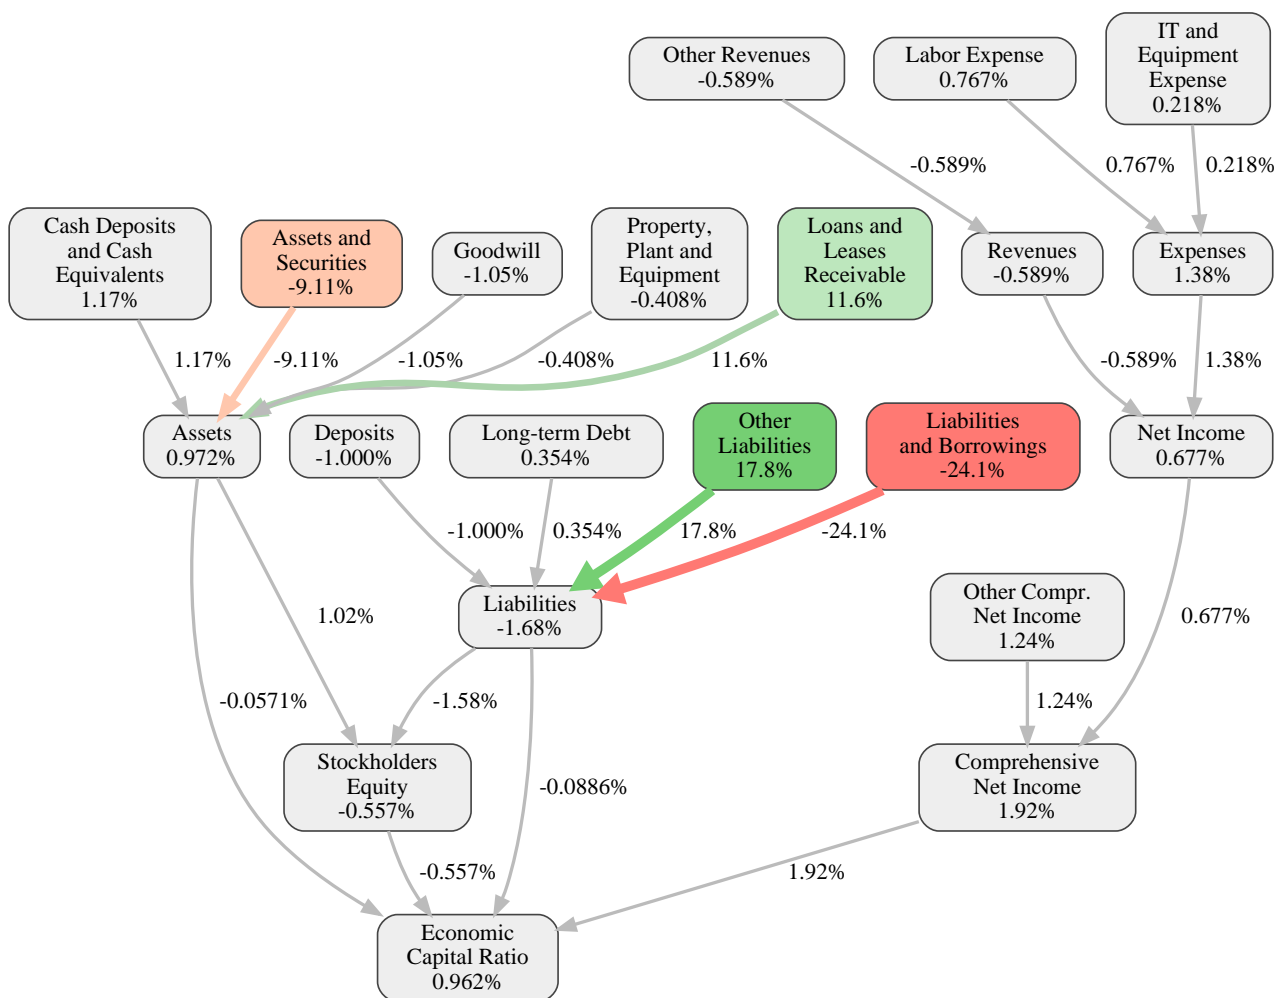 Other Revenues
-0.589%
Labor Expense
0.767%
IT and
Equipment
Expense
0.218%
-0.589%
0.767%
0.218%
Cash Deposits
and Cash
Equivalents
1.17%
Assets and
Securities
-9.11%
Goodwill
-1.05%
Property,
Plant and
Equipment
-0.408%
Loans and
Leases
Receivable
11.6%
Revenues
-0.589%
Expenses
1.38%
1.17%
-9.11%
-1.05%
-0.408%
11.6%
-0.589%
1.38%
Assets
0.972%
Deposits
-1.000%
Long-term Debt
0.354%
Other
Liabilities
17.8%
Liabilities
and Borrowings
-24.1%
Net Income
0.677%
-1.000%
0.354%
17.8%
-24.1%
Liabilities
-1.68%
Other Compr.
Net Income
1.24%
1.02%
0.677%
-0.0571%
-1.58%
1.24%
Stockholders
Equity
-0.557%
-0.0886%
Comprehensive
Net Income
1.92%
-0.557%
1.92%
Economic
Capital Ratio
0.962%